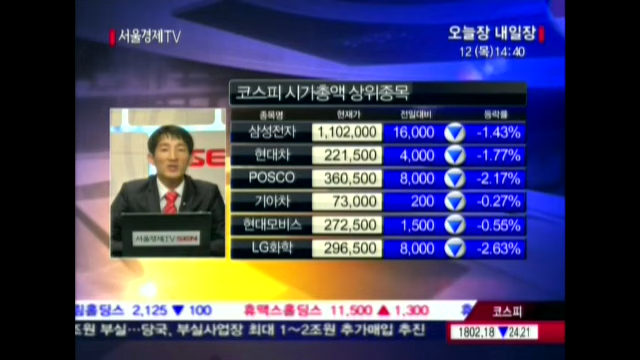 서울경제TV
오늘장 내일장
12 (목) 14:40
코스피 시가총액 상위종목
종목명 현재가 전일대비 등락률
삼성전자 1,102,000 16,000 ▼ -1.43%
현대차 221,500 4,000 ▼ -1.77%
POSCO 360,500 8,000 ▼ -2.17%
기아차 73,000 200 ▼ -0.27%
현대모비스 272,500 1,500 ▼ -0.55%
LG화학 296,500 8,000 ▼ -2.63%
서울경제TV SEN
림홀딩스 2,125 ▼ 100 휴맥스홀딩스 11,500 ▲ 1,300 코스피
조원 부실…당국, 부실사업장 최대 1~2조원 추가매입 추진 1802.18 ▼24.21